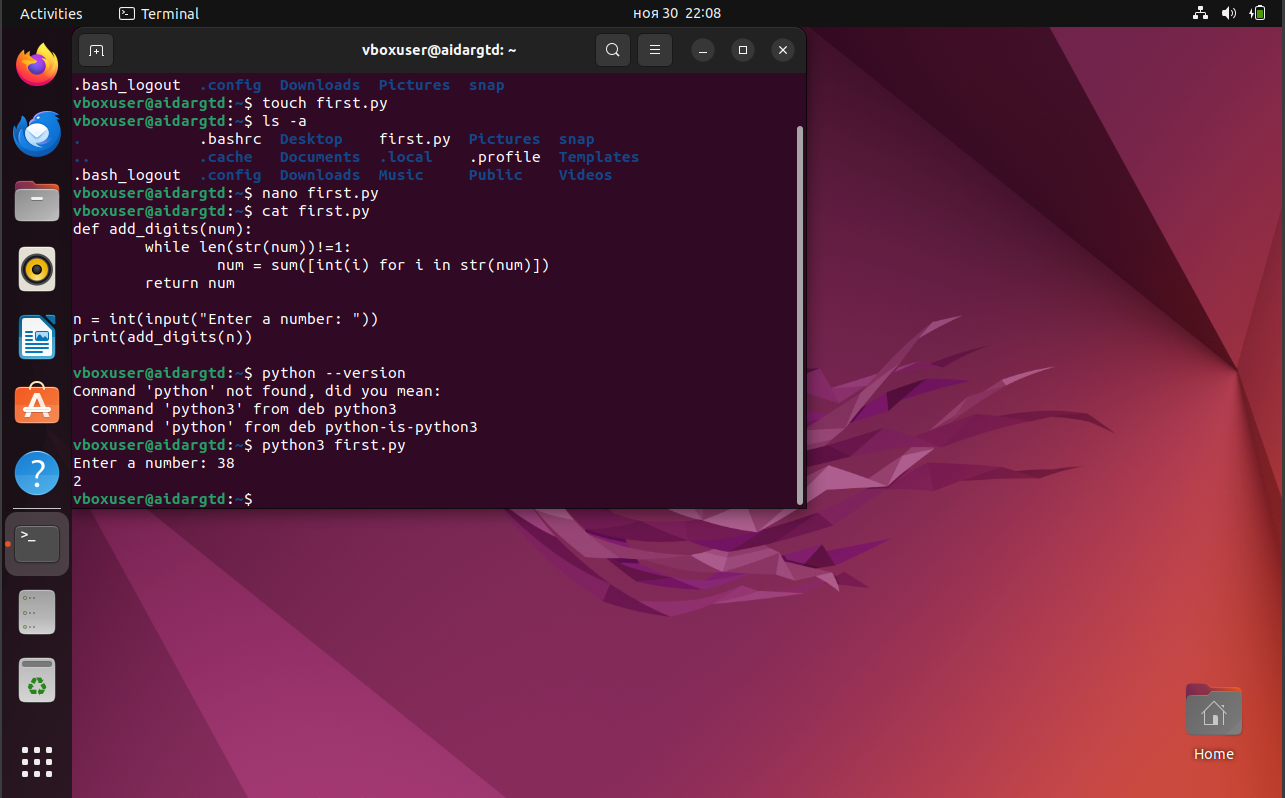 Activities Terminal ноя 30 22:08
vboxuser@aidargtd: ~
.bash_logout .config Downloads Pictures snap
vboxuser@aidargtd:~$ touch first.py
vboxuser@aidargtd:~$ ls -a
. .bashrc Desktop first.py Pictures snap
.. .cache Documents .local .profile Templates
.bash_logout .config Downloads Music Public Videos
vboxuser@aidargtd:~$ nano first.py
vboxuser@aidargtd:~$ cat first.py
def add_digits(num):
        while len(str(num))!=1:
                num = sum([int(i) for i in str(num)])
        return num
n = int(input("Enter a number: "))
print(add_digits(n))
vboxuser@aidargtd:~$ python --version
Command 'python' not found, did you mean:
  command 'python3' from deb python3
  command 'python' from deb python-is-python3
vboxuser@aidargtd:~$ python3 first.py
Enter a number: 38
2
vboxuser@aidargtd:~$
Home